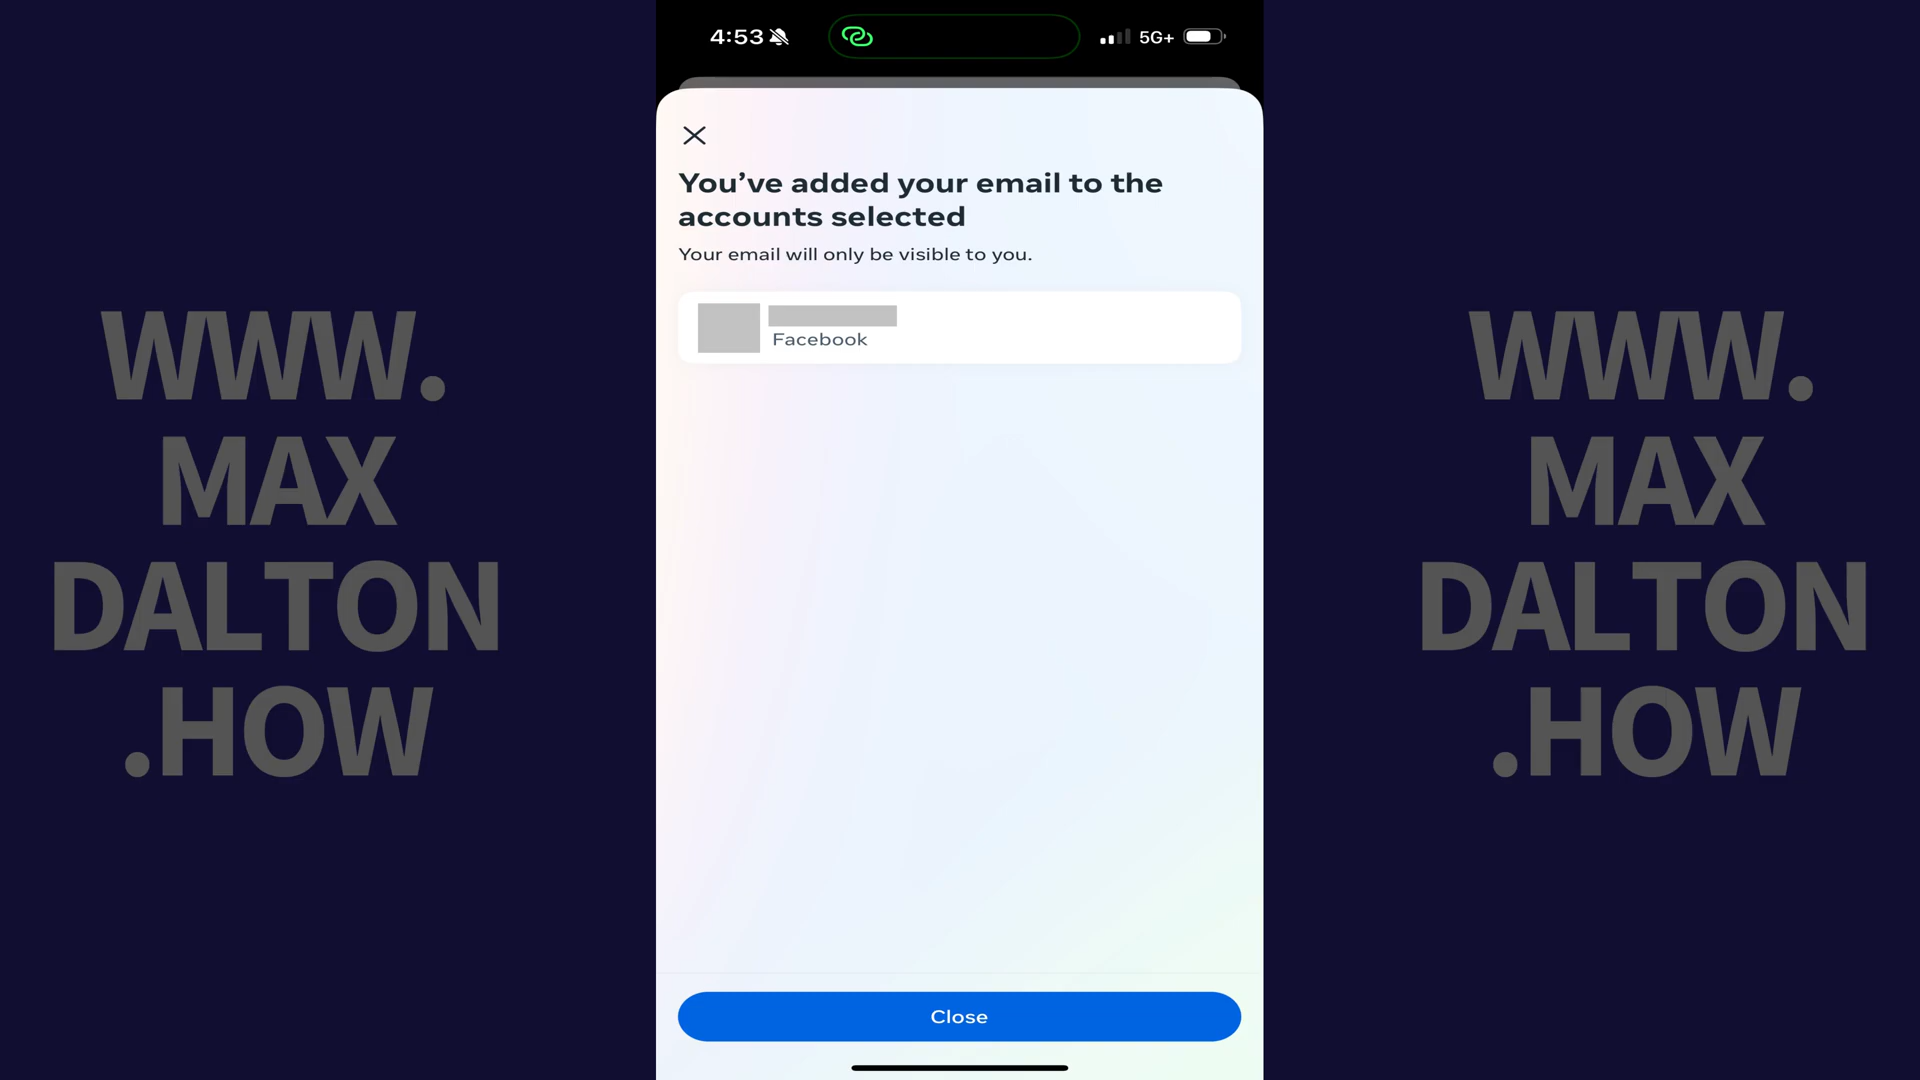 WWW.
MAX
DALTON
.HOW
4:53
5G+
You’ve added your email to the
accounts selected
Your email will only be visible to you.
Facebook
Close
WWW.
MAX
DALTON
.HOW